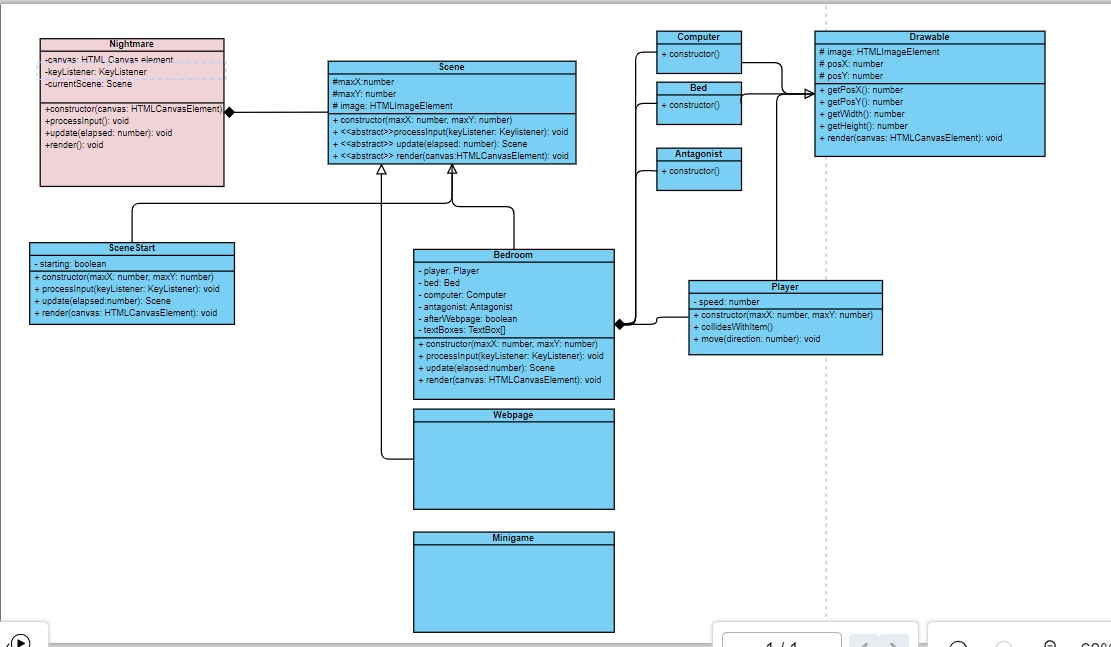 Nightmare
-canvas: HTML Canvas element
-keyListener: KeyListener
-currentScene: Scene
+constructor(canvas: HTMLCanvasElement)
+processInput(): void
+update(elapsed: number): void
+render(): void
Scene
#maxX:number
#maxY: number
# image: HTMLImageElement
+ constructor(maxX: number, maxY: number)
+ <<abstract>>processInput(keyListener: Keylistener): void
+ <<abstract>> update(elapsed: number): Scene
+ <<abstract>> render(canvas:HTMLCanvasElement): void
Computer
+ constructor()
Bed
+ constructor()
Antagonist
+ constructor()
Drawable
# image: HTMLImageElement
# posX: number
# posY: number
+ getPosX(): number
+ getPosY(): number
+ getWidth(): number
+ getHeight(): number
+ render(canvas: HTMLCanvasElement): void
SceneStart
- starting: boolean
+ constructor(maxX: number, maxY: number)
+ processInput(keyListener: KeyListener): void
+ update(elapsed:number): Scene
+ render(canvas: HTMLCanvasElement): void
Bedroom
- player: Player
- bed: Bed
- computer: Computer
- antagonist: Antagonist
- afterWebpage: boolean
- textBoxes: TextBox[]
+ constructor(maxX: number, maxY: number)
+ processInput(keyListener: KeyListener): void
+ update(elapsed:number): Scene
+ render(canvas: HTMLCanvasElement): void
Player
- speed: number
+ constructor(maxX: number, maxY: number)
+ collidesWithItem()
+ move(direction: number): void
Webpage
Minigame
1 / 1